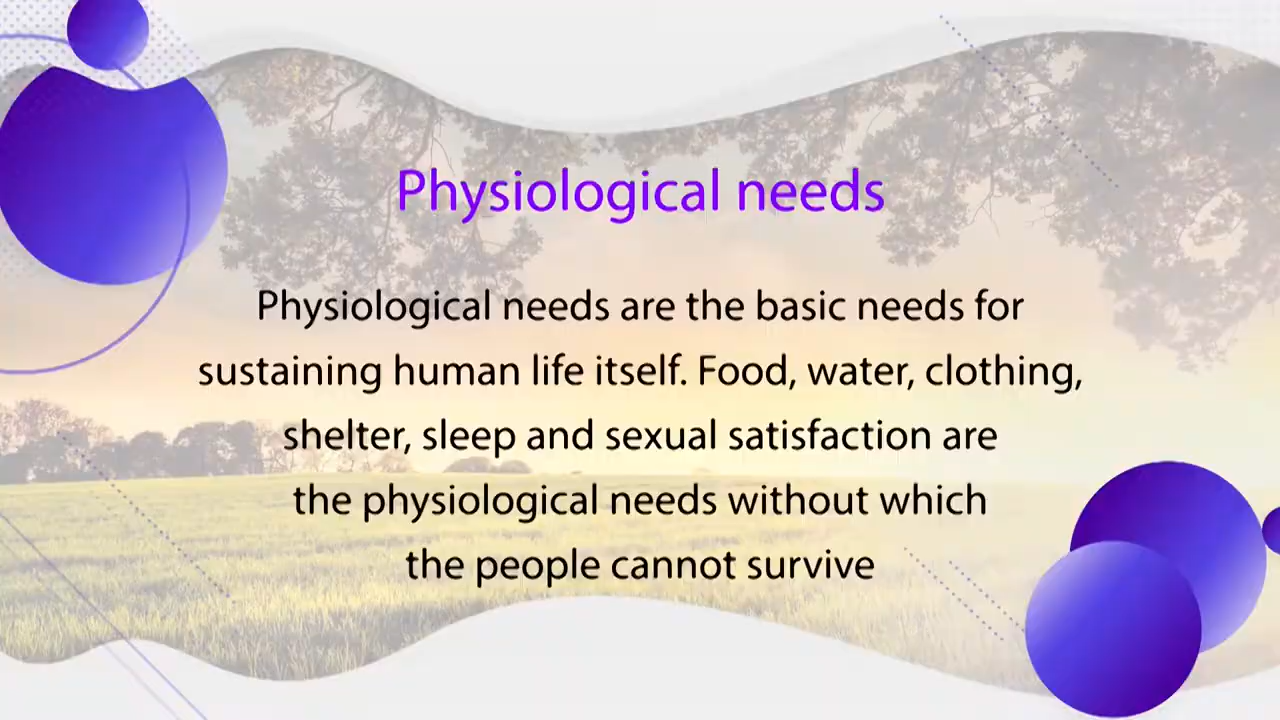 Physiological needs
Physiological needs are the basic needs for
sustaining human life itself. Food, water, clothing,
shelter, sleep and sexual satisfaction are
the physiological needs without which
the people cannot survive